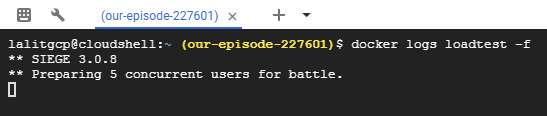 (our-episode-227601)
lalitgcp@cloudshell:~ (our-episode-227601)$ docker logs loadtest -f
** SIEGE 3.0.8
** Preparing 5 concurrent users for battle.